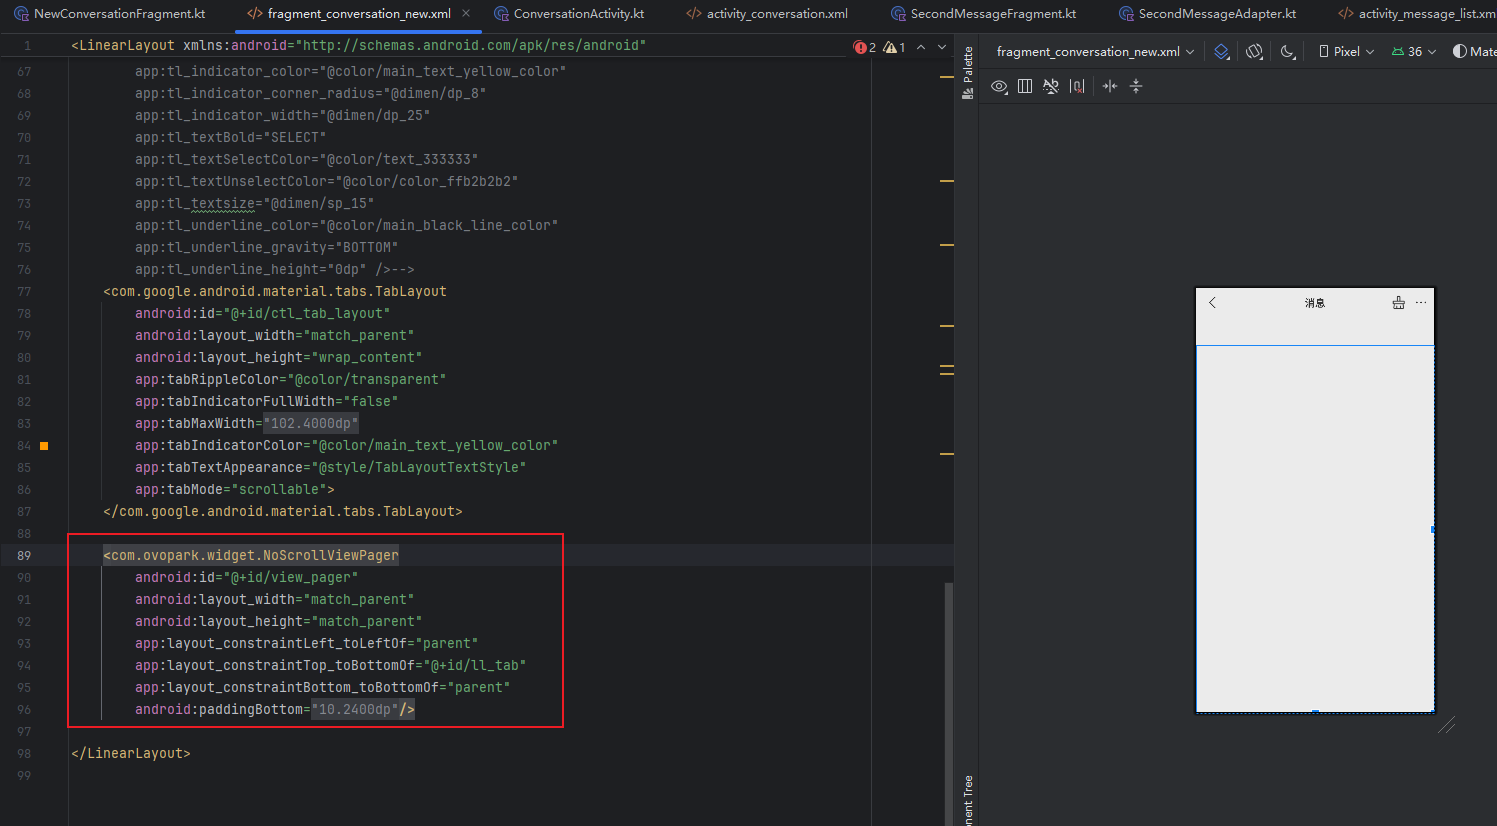 NewConversationFragment.kt
fragment_conversation_new.xml
ConversationActivity.kt
activity_conversation.xml
SecondMessageFragment.kt
SecondMessageAdapter.kt
activity_message_list.xm
1 <LinearLayout xmlns:android="http://schemas.android.com/apk/res/android"
2 1
67 app:tl_indicator_color="@color/main_text_yellow_color"
68 app:tl_indicator_corner_radius="@dimen/dp_8"
69 app:tl_indicator_width="@dimen/dp_25"
70 app:tl_textBold="SELECT"
71 app:tl_textSelectColor="@color/text_333333"
72 app:tl_textUnselectColor="@color/color_ffb2b2b2"
73 app:tl_textsize="@dimen/sp_15"
74 app:tl_underline_color="@color/main_black_line_color"
75 app:tl_underline_gravity="BOTTOM"
76 app:tl_underline_height="0dp" />-->
77 <com.google.android.material.tabs.TabLayout
78 android:id="@+id/ctl_tab_layout"
79 android:layout_width="match_parent"
80 android:layout_height="wrap_content"
81 app:tabRippleColor="@color/transparent"
82 app:tabIndicatorFullWidth="false"
83 app:tabMaxWidth="102.4000dp"
84 app:tabIndicatorColor="@color/main_text_yellow_color"
85 app:tabTextAppearance="@style/TabLayoutTextStyle"
86 app:tabMode="scrollable">
87 </com.google.android.material.tabs.TabLayout>
88
89 <com.ovopark.widget.NoScrollViewPager
90 android:id="@+id/view_pager"
91 android:layout_width="match_parent"
92 android:layout_height="match_parent"
93 app:layout_constraintLeft_toLeftOf="parent"
94 app:layout_constraintTop_toBottomOf="@+id/ll_tab"
95 app:layout_constraintBottom_toBottomOf="parent"
96 android:paddingBottom="10.2400dp"/>
97
98 </LinearLayout>
99
Palette
nent Tree
fragment_conversation_new.xml
Pixel
36
Mate
消息